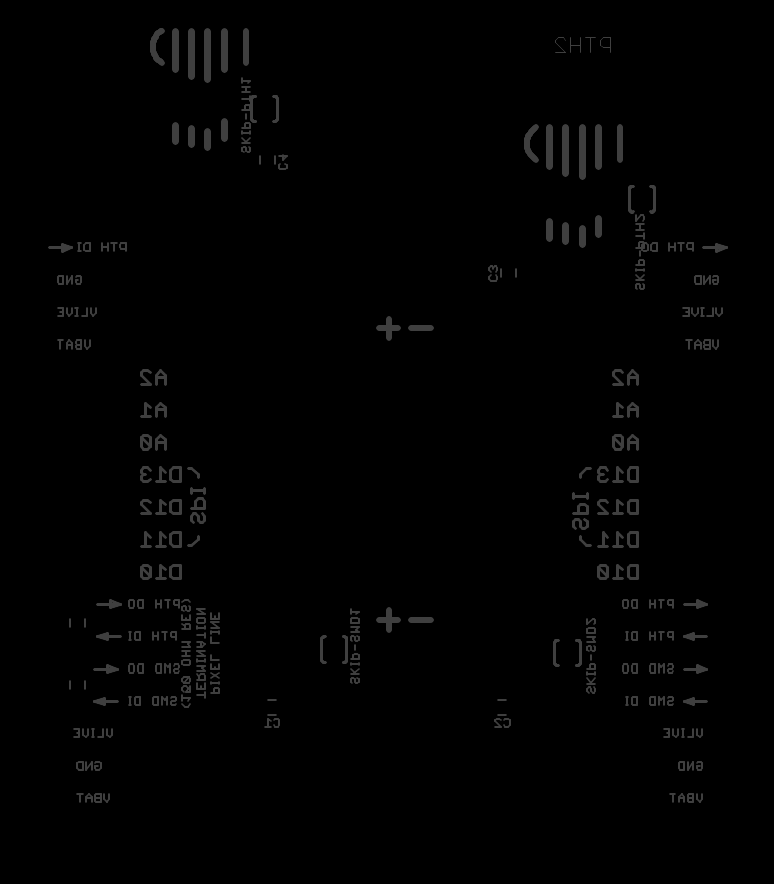 PTH2
SKIP-PTH1
C4
PTH DI
PTH DO
SKIP-PTH2
GND
C3
GND
VLIVE
VLIVE
+ -
VBAT
VBAT
A2
A2
A1
A1
A0
A0
D13
D13
SPI
SPI
D12
D12
D11
D11
D10
D10
PTH DO
PTH DO
PTH DI
PTH DI
SMD DO
SMD DO
SMD DI
SMD DI
PIXEL LINE
TERMINATION
(150 OHM RES)
SKIP-SMD1
+ -
SKIP-SMD2
C1
C2
VLIVE
VLIVE
GND
GND
VBAT
VBAT